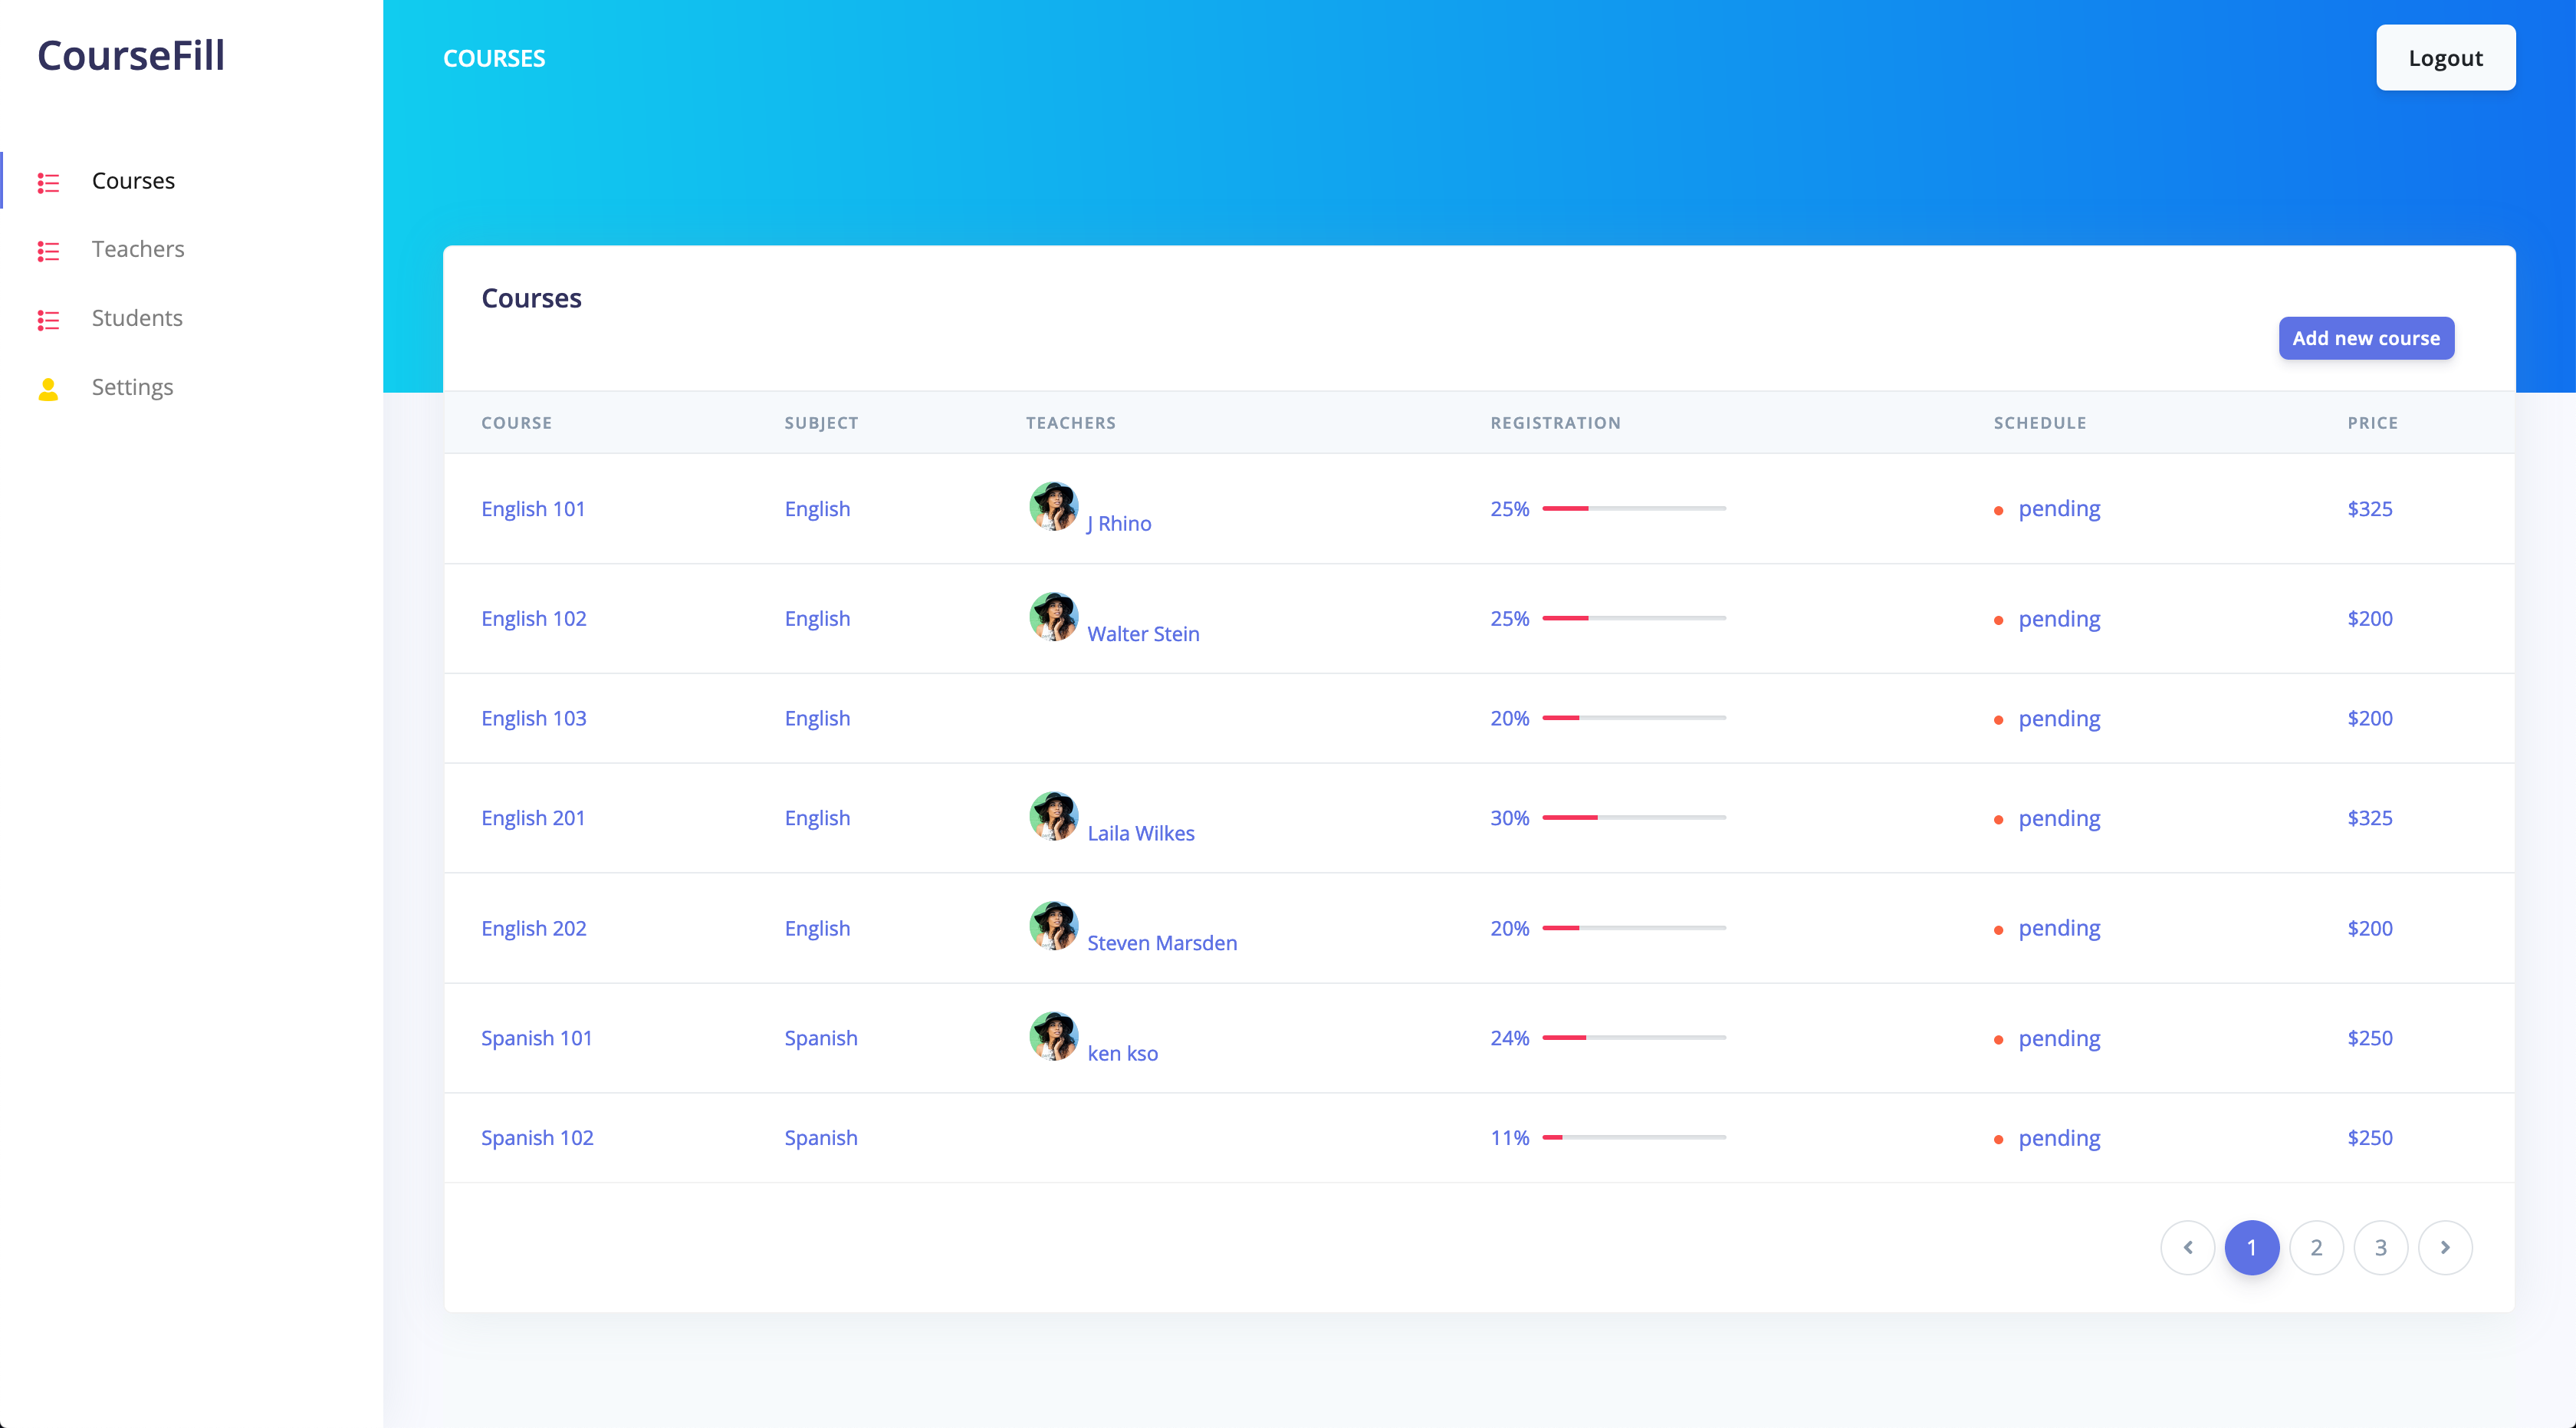 CourseFill
COURSES
Logout
Courses
Teachers
Students
Settings
Courses
Add new course
COURSE SUBJECT TEACHERS REGISTRATION SCHEDULE PRICE
English 101 English J Rhino 25% pending $325
English 102 English Walter Stein 25% pending $200
English 103 English 20% pending $200
English 201 English Laila Wilkes 30% pending $325
English 202 English Steven Marsden 20% pending $200
Spanish 101 Spanish ken kso 24% pending $250
Spanish 102 Spanish 11% pending $250
1 2 3